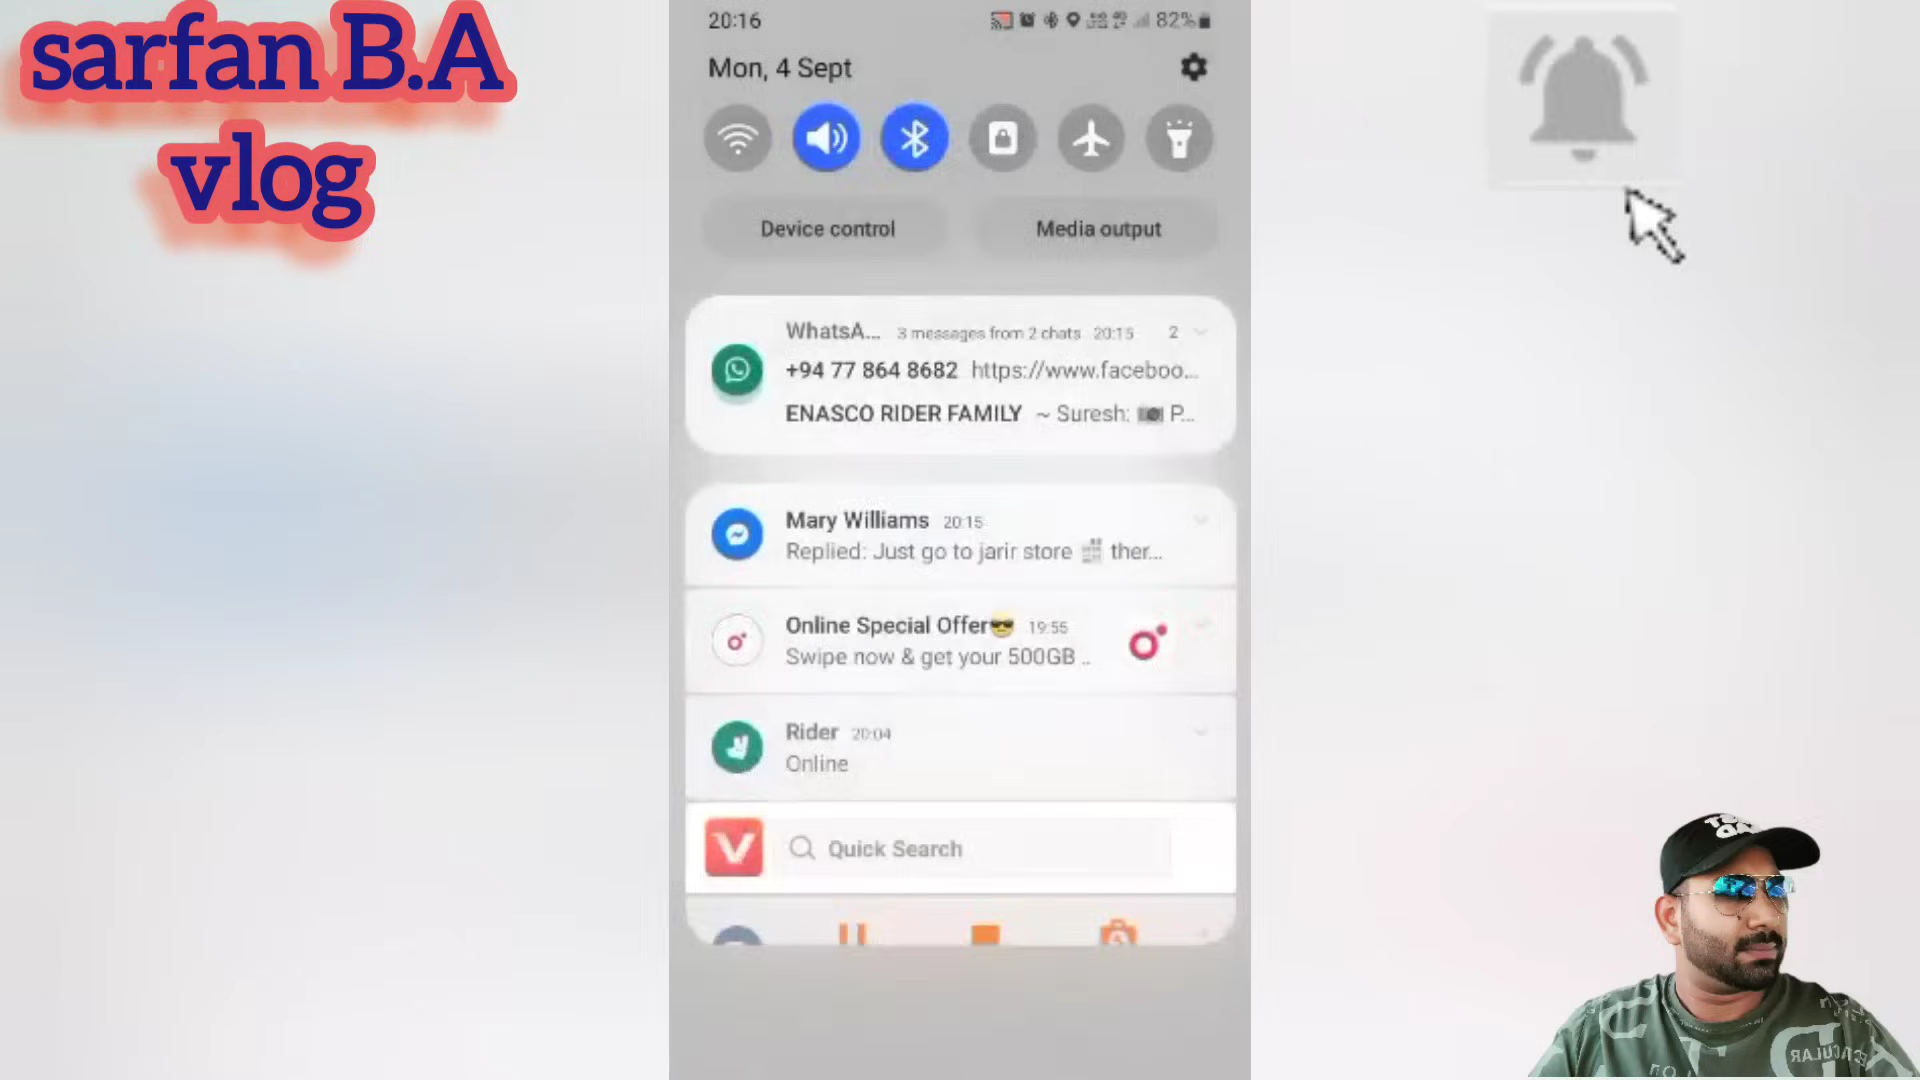 sarfan B.A
vlog
20:16
82%
Mon, 4 Sept
Device control
Media output
WhatsA... 3 messages from 2 chats 20:15 2
+94 77 864 8682 https://www.faceboo...
ENASCO RIDER FAMILY ~ Suresh: P...
Mary Williams 20:15
Replied: Just go to jarir store ther...
Online Special Offer 19:55
Swipe now & get your 500GB ..
Rider 20:04
Online
Quick Search